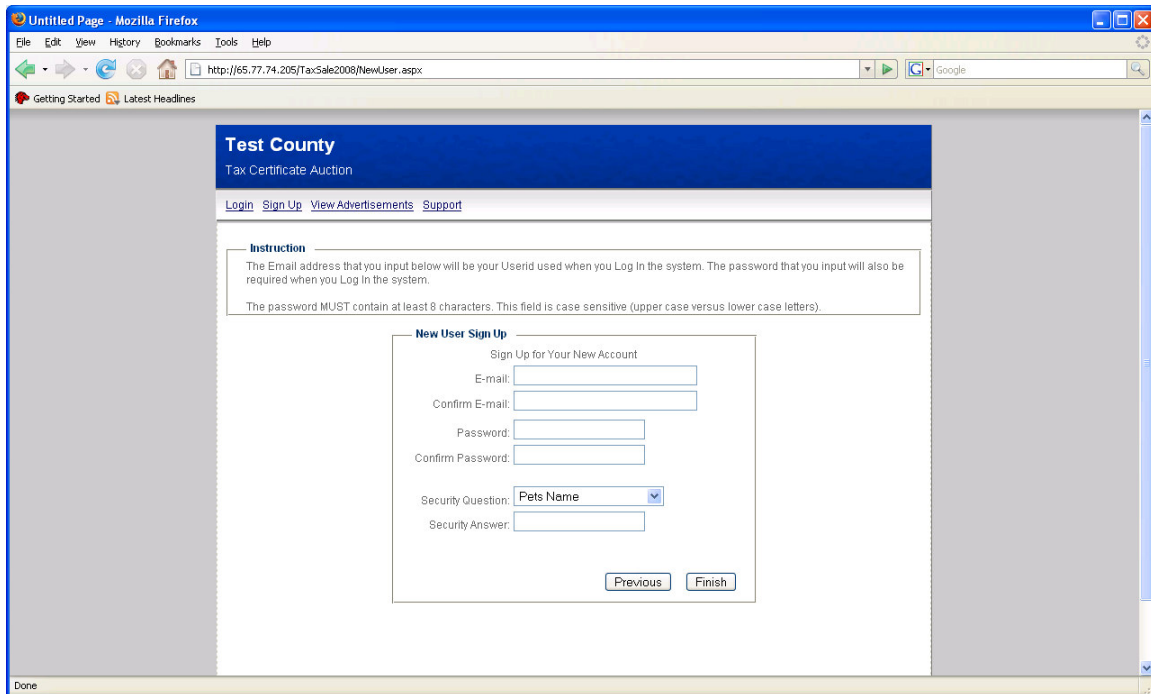 Untitled Page - Mozilla Firefox
File Edit View History Bookmarks Tools Help
http://65.77.74.205/TaxSale2008/NewUser.aspx
G Google
Getting Started Latest Headlines
Test County
Tax Certificate Auction
Login Sign Up View Advertisements Support
Instruction
The Email address that you input below will be your Userid used when you Log In the system. The password that you input will also be
required when you Log In the system.
The password MUST contain at least 8 characters. This field is case sensitive (upper case versus lower case letters).
New User Sign Up
Sign Up for Your New Account
E-mail:
Confirm E-mail:
Password:
Confirm Password:
Security Question: Pets Name
Security Answer:
Previous Finish
Done